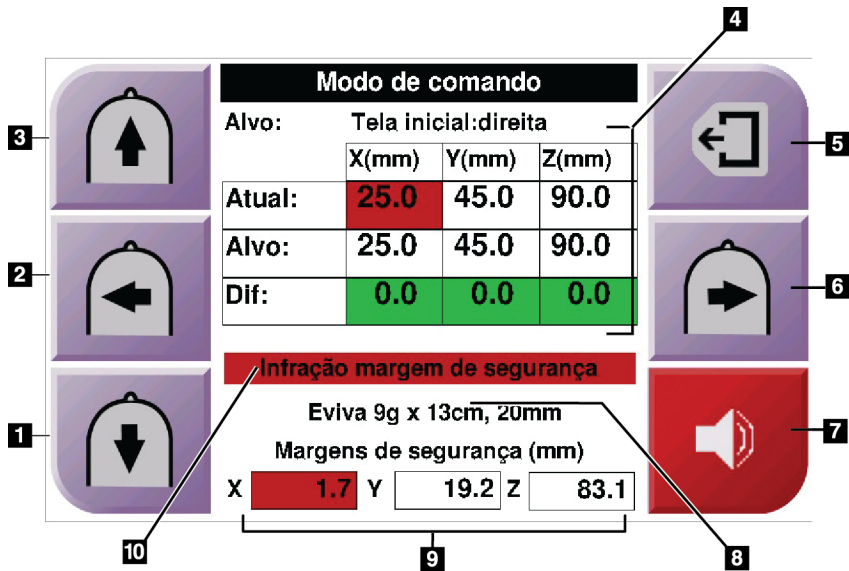 4
Modo de comando
3
Alvo: Tela inicial:direita
5
X(mm) Y(mm) Z(mm)
Atual: 25.0 45.0 90.0
Alvo: 25.0 45.0 90.0
2
6
Dif: 0.0 0.0 0.0
Infração margem de segurança
Eviva 9g x 13cm, 20mm
1
7
Margens de segurança (mm)
X 1.7 Y 19.2 Z 83.1
10
9
8